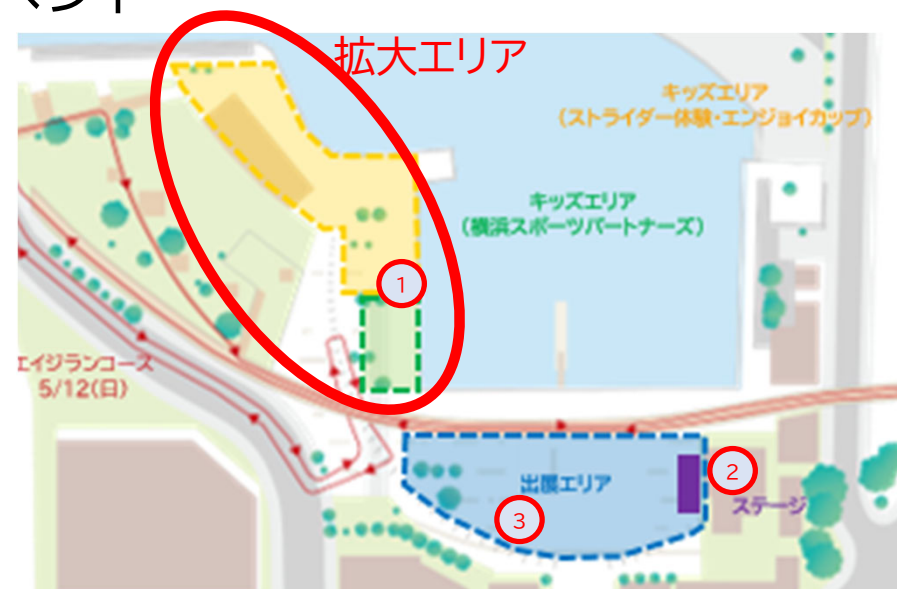 拡大エリア
キッズエリア
(ストライダー体験・エンジョイカップ)
キッズエリア
(横浜スポーツパートナーズ)
1
エイジランコース
5/12(日)
2
出展エリア
ステージ
3